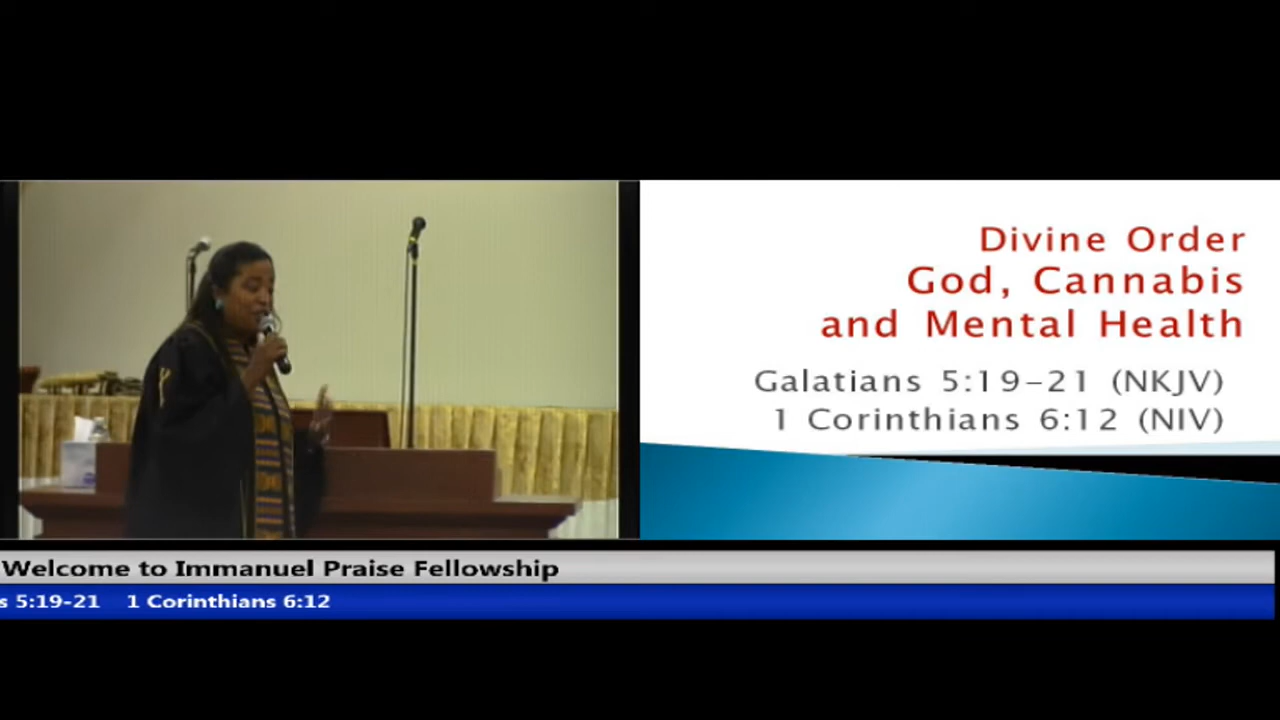 Divine Order
God, Cannabis
and Mental Health
Galatians 5:19-21 (NKJV)
1 Corinthians 6:12 (NIV)
Welcome to Immanuel Praise Fellowship
s 5:19-21 1 Corinthians 6:12